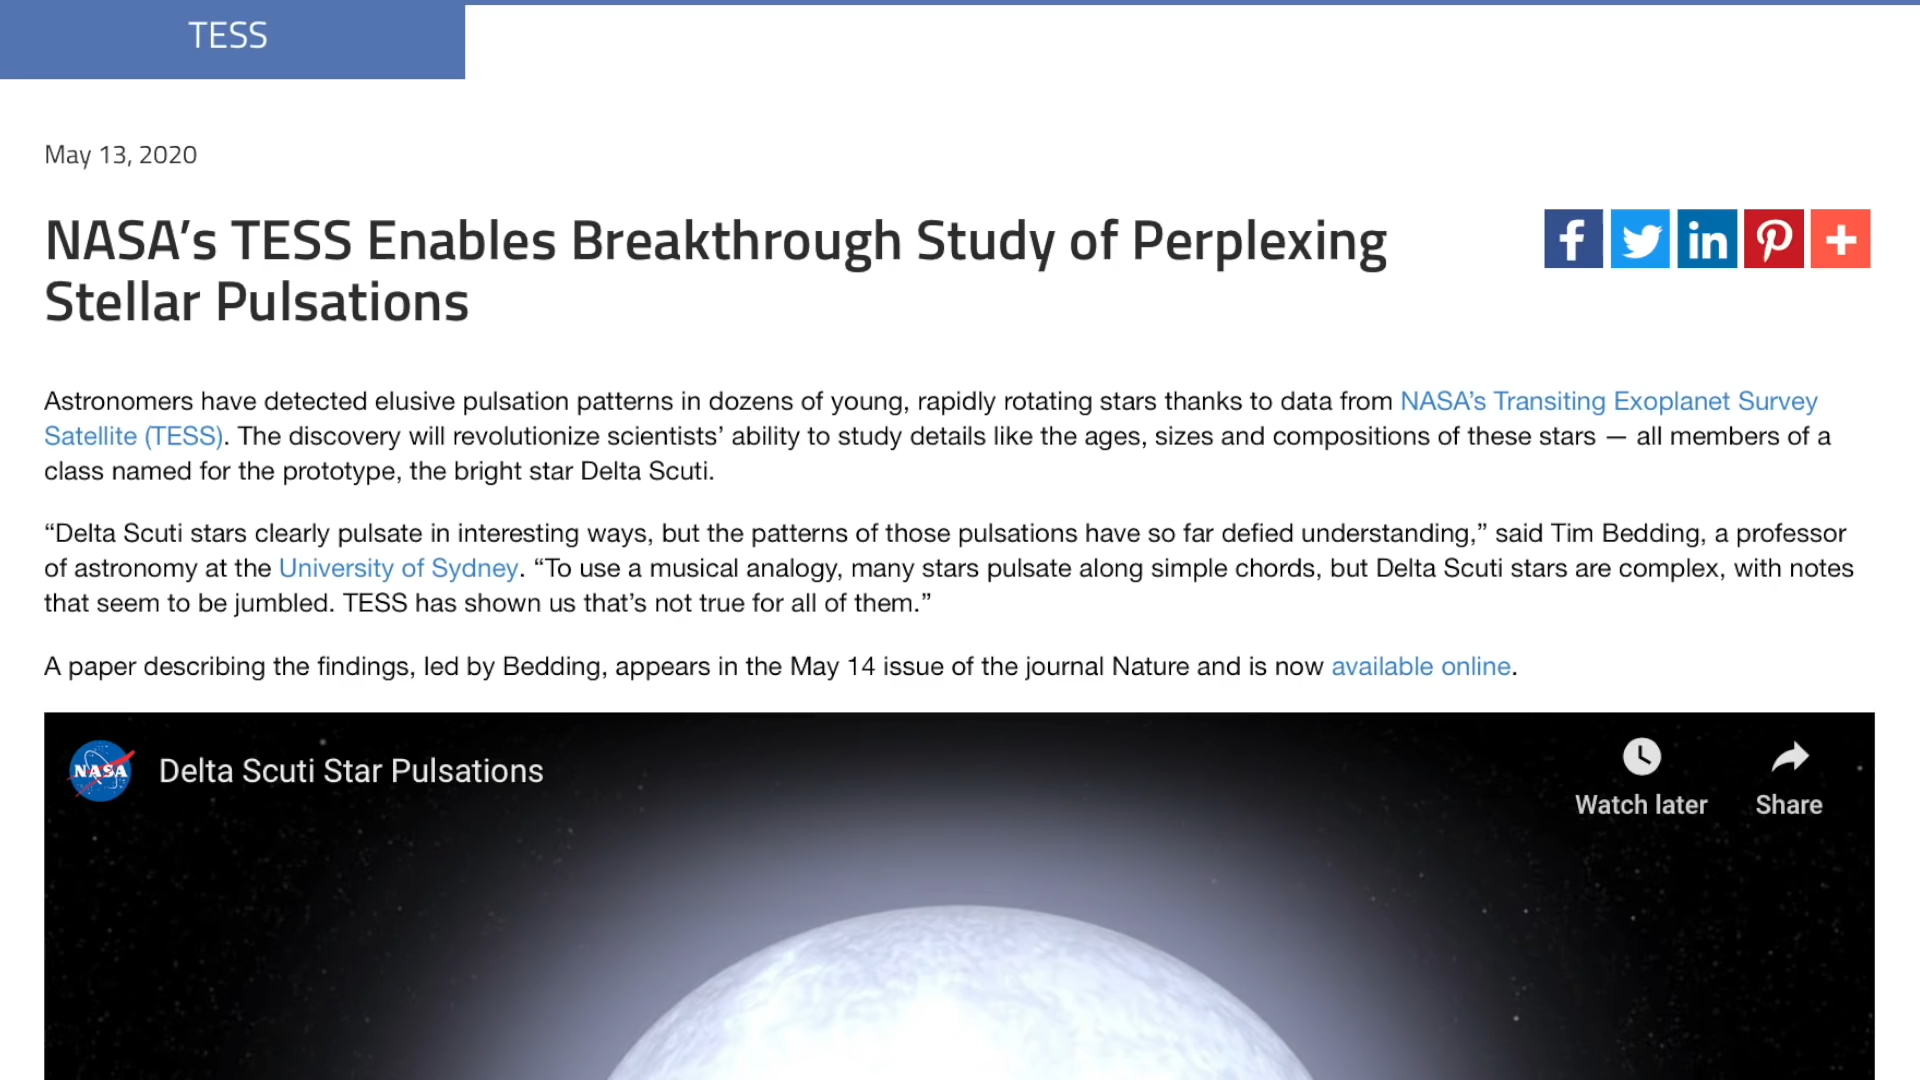 TESS
May 13, 2020
NASA’s TESS Enables Breakthrough Study of Perplexing
Stellar Pulsations
f in
Astronomers have detected elusive pulsation patterns in dozens of young, rapidly rotating stars thanks to data from NASA’s Transiting Exoplanet Survey
Satellite (TESS). The discovery will revolutionize scientists’ ability to study details like the ages, sizes and compositions of these stars — all members of a
class named for the prototype, the bright star Delta Scuti.
“Delta Scuti stars clearly pulsate in interesting ways, but the patterns of those pulsations have so far defied understanding,” said Tim Bedding, a professor
of astronomy at the University of Sydney. “To use a musical analogy, many stars pulsate along simple chords, but Delta Scuti stars are complex, with notes
that seem to be jumbled. TESS has shown us that’s not true for all of them.”
A paper describing the findings, led by Bedding, appears in the May 14 issue of the journal Nature and is now available online.
NASA Delta Scuti Star Pulsations
Watch later Share